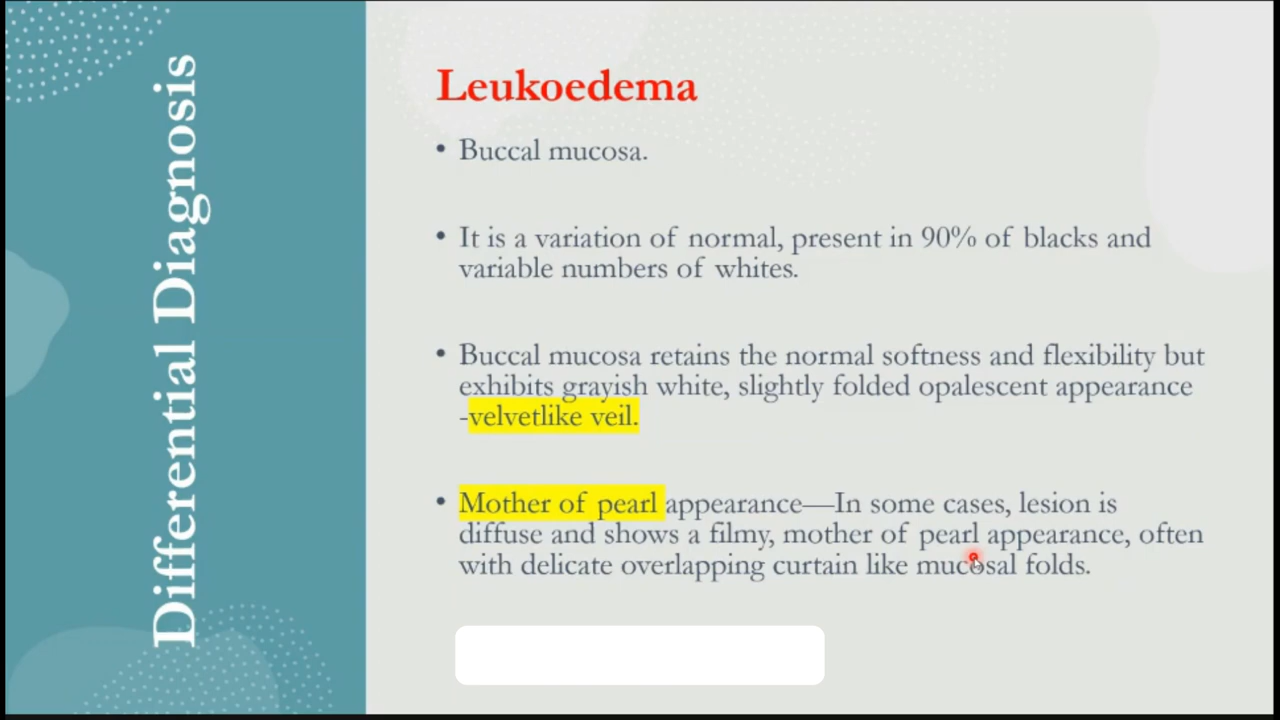 Differential Diagnosis
Leukoedema
• Buccal mucosa.
• It is a variation of normal, present in 90% of blacks and
variable numbers of whites.
• Buccal mucosa retains the normal softness and flexibility but
exhibits grayish white, slightly folded opalescent appearance
-velvetlike veil.
• Mother of pearl appearance—In some cases, lesion is
diffuse and shows a filmy, mother of pearl appearance, often
with delicate overlapping curtain like mucosal folds.